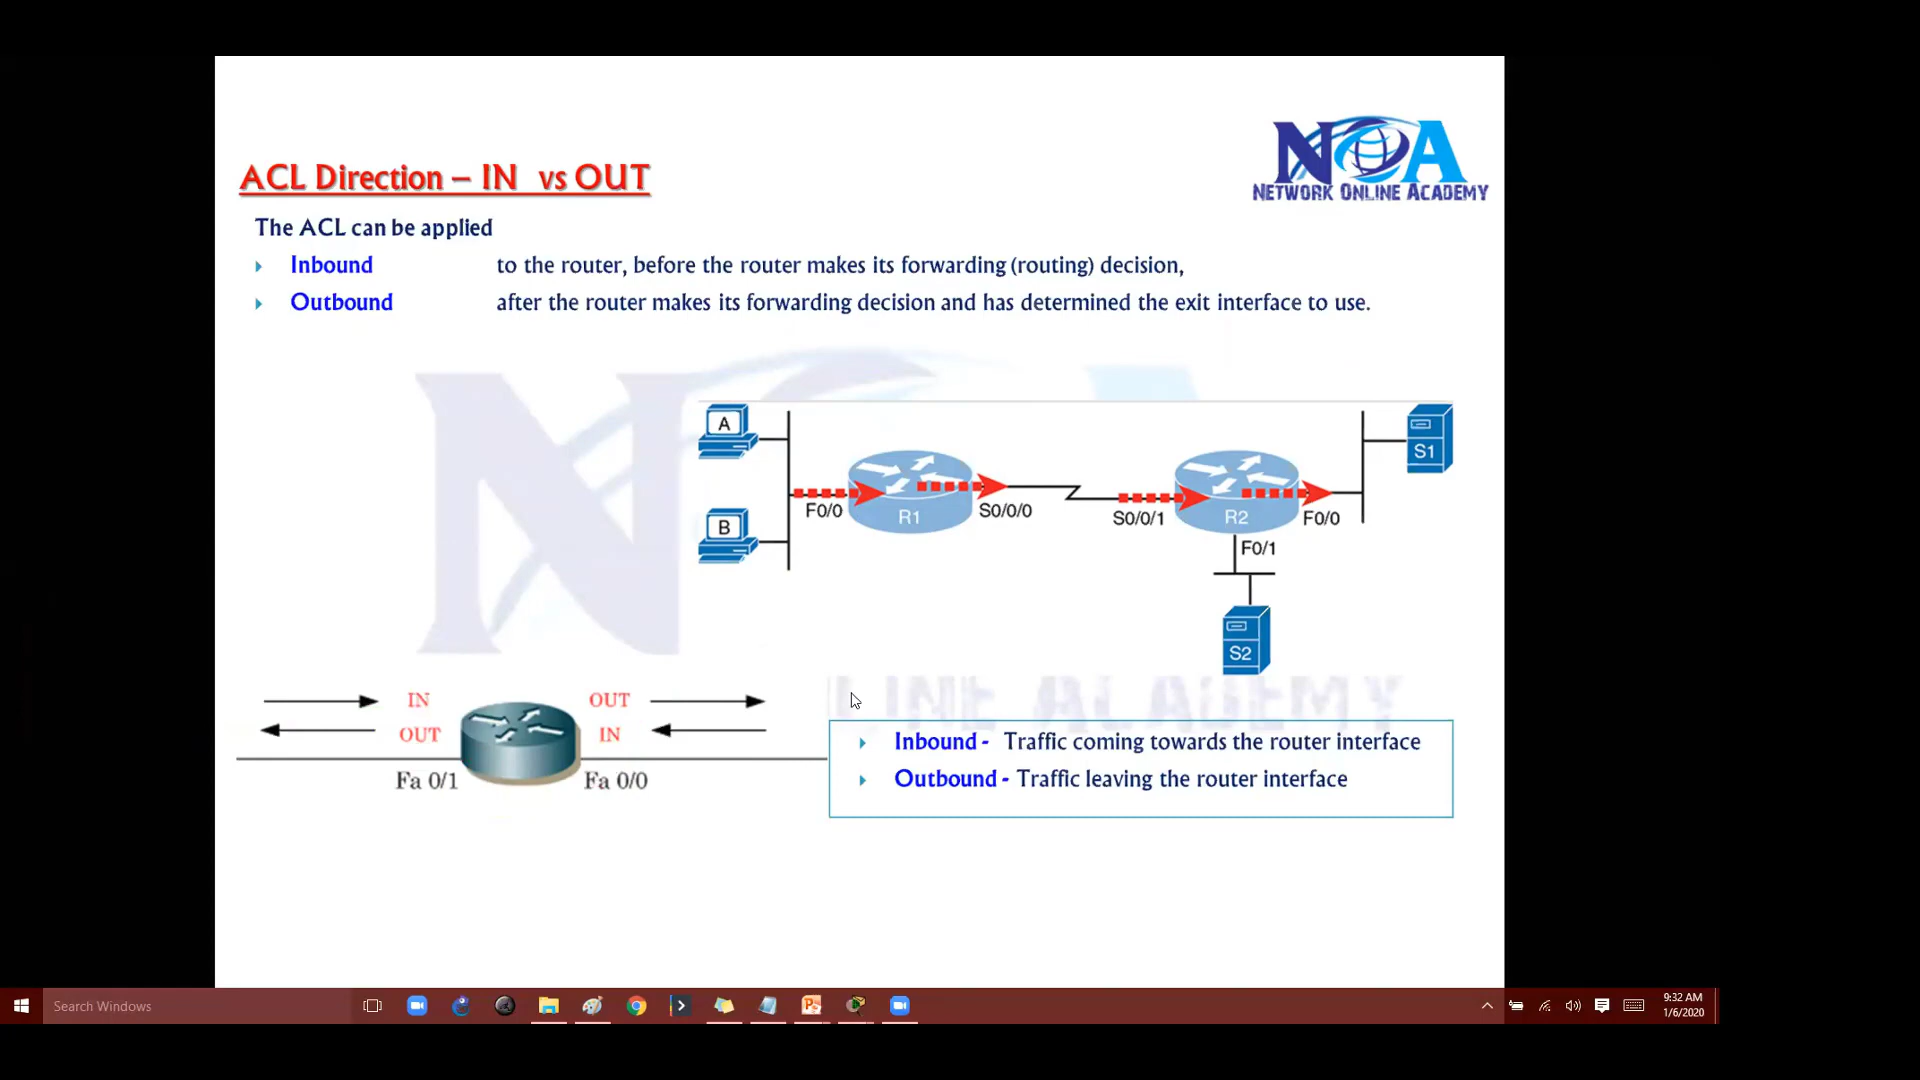 NOA
NETWORK ONLINE ACADEMY
ACL Direction – IN vs OUT
The ACL can be applied
Inbound to the router, before the router makes its forwarding (routing) decision,
Outbound after the router makes its forwarding decision and has determined the exit interface to use.
A
S1
F0/0 R1 S0/0/0 S0/0/1 R2 F0/0
B
F0/1
S2
LINE ACADEMY
IN OUT
OUT IN
Fa 0/1 Fa 0/0
Inbound - Traffic coming towards the router interface
Outbound - Traffic leaving the router interface
Search Windows
9:32 AM
1/6/2020